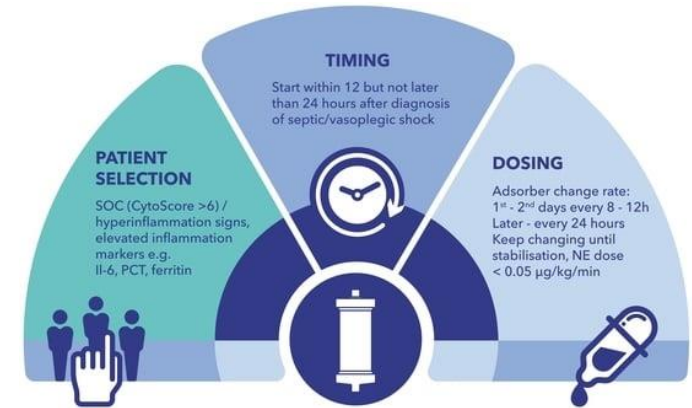 PATIENT
SELECTION
SOC (CytoScore >6) /
hyperinflammation signs,
elevated inflammation
markers e.g.
Il-6, PCT, ferritin
TIMING
Start within 12 but not later
than 24 hours after diagnosis
of septic/vasoplegic shock
DOSING
Adsorber change rate:
1ˢᵗ - 2ⁿᵈ days every 8 - 12h
Later - every 24 hours
Keep changing until
stabilisation, NE dose
< 0.05 µg/kg/min